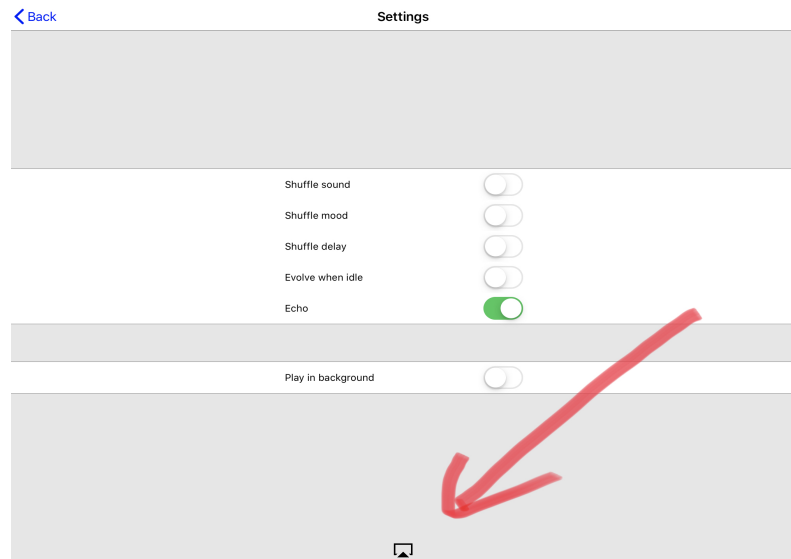 Back
Settings
Shuffle sound
Shuffle mood
Shuffle delay
Evolve when idle
Echo
Play in background